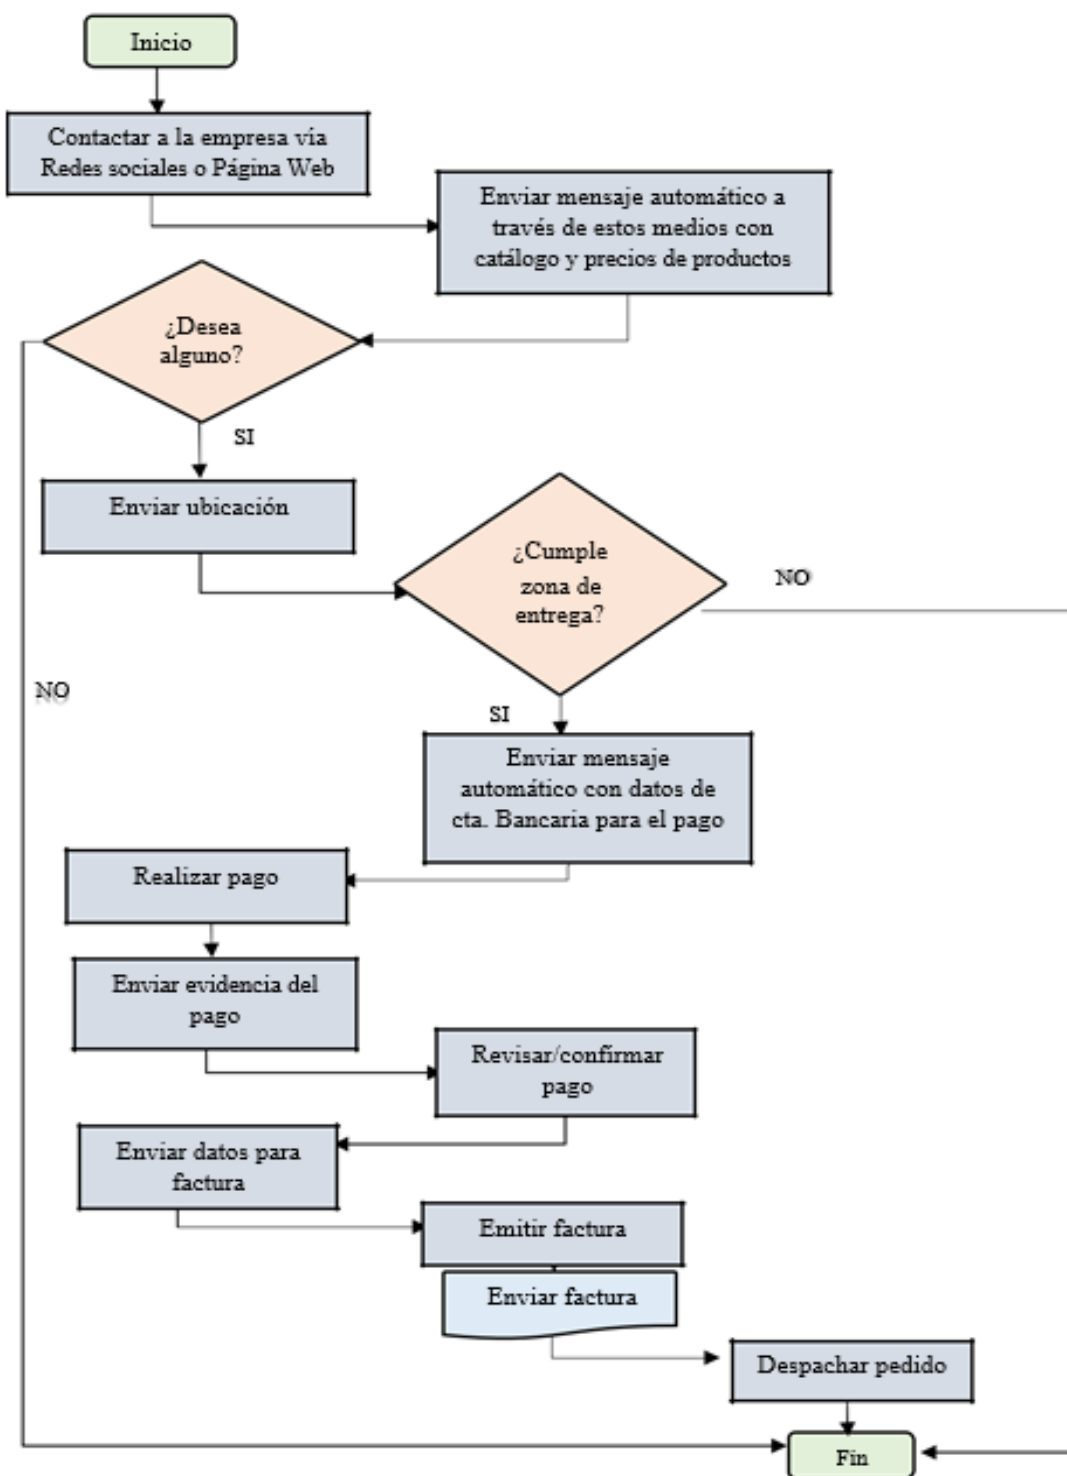 Inicio
Contactar a la empresa vía
Redes sociales o Página Web
Enviar mensaje automático a
través de estos medios con
catálogo y precios de productos
¿Desea
alguno?
SI
Enviar ubicación
¿Cumple
zona de
entrega?
NO
NO
SI
Enviar mensaje
automático con datos de
cta. Bancaria para el pago
Realizar pago
Enviar evidencia del
pago
Revisar/confirmar
pago
Enviar datos para
factura
Emitir factura
Enviar factura
Despachar pedido
Fin